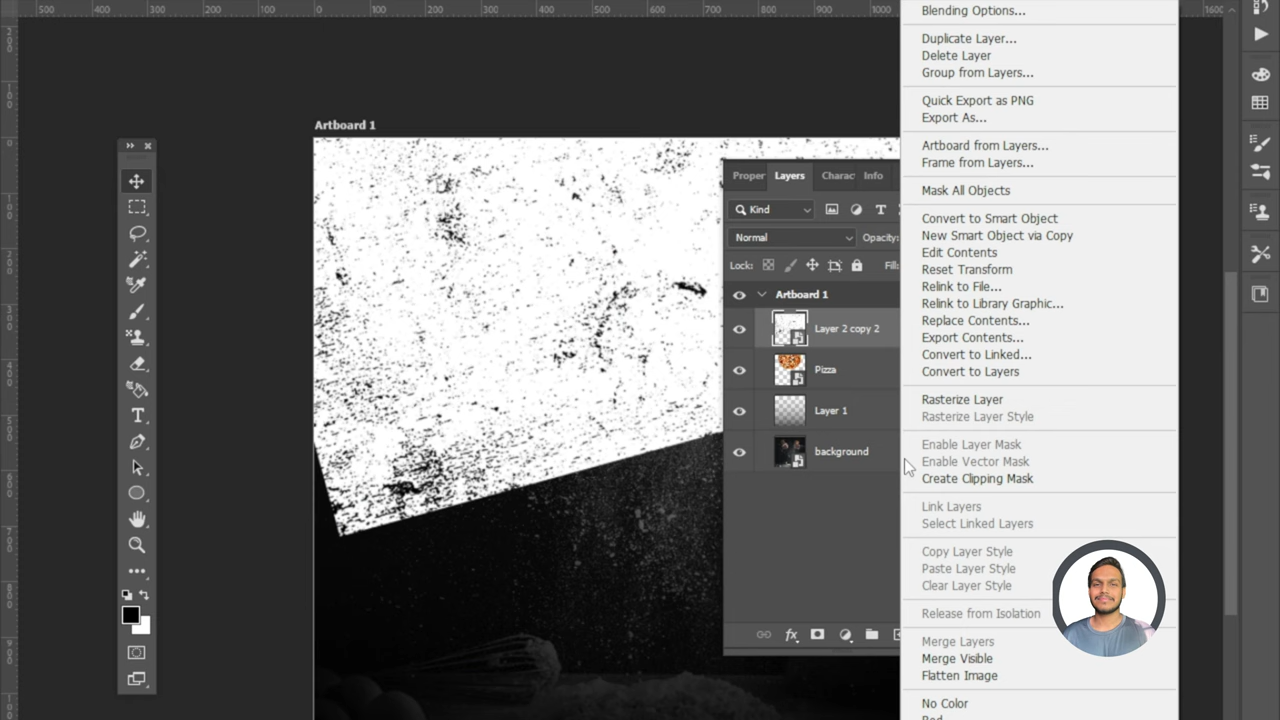 500 400 300 200 100 0 100 200 300 400 500 600 700 800 900 1000 1600
Artboard 1
Proper Layers Charac Info
Kind
Normal Opacity:
Lock: Fill:
Artboard 1
Layer 2 copy 2
Pizza
Layer 1
background
fx
Blending Options...
Duplicate Layer...
Delete Layer
Group from Layers...
Quick Export as PNG
Export As...
Artboard from Layers...
Frame from Layers...
Mask All Objects
Convert to Smart Object
New Smart Object via Copy
Edit Contents
Reset Transform
Relink to File...
Relink to Library Graphic...
Replace Contents...
Export Contents...
Convert to Linked...
Convert to Layers
Rasterize Layer
Rasterize Layer Style
Enable Layer Mask
Enable Vector Mask
Create Clipping Mask
Link Layers
Select Linked Layers
Copy Layer Style
Paste Layer Style
Clear Layer Style
Release from Isolation
Merge Layers
Merge Visible
Flatten Image
No Color